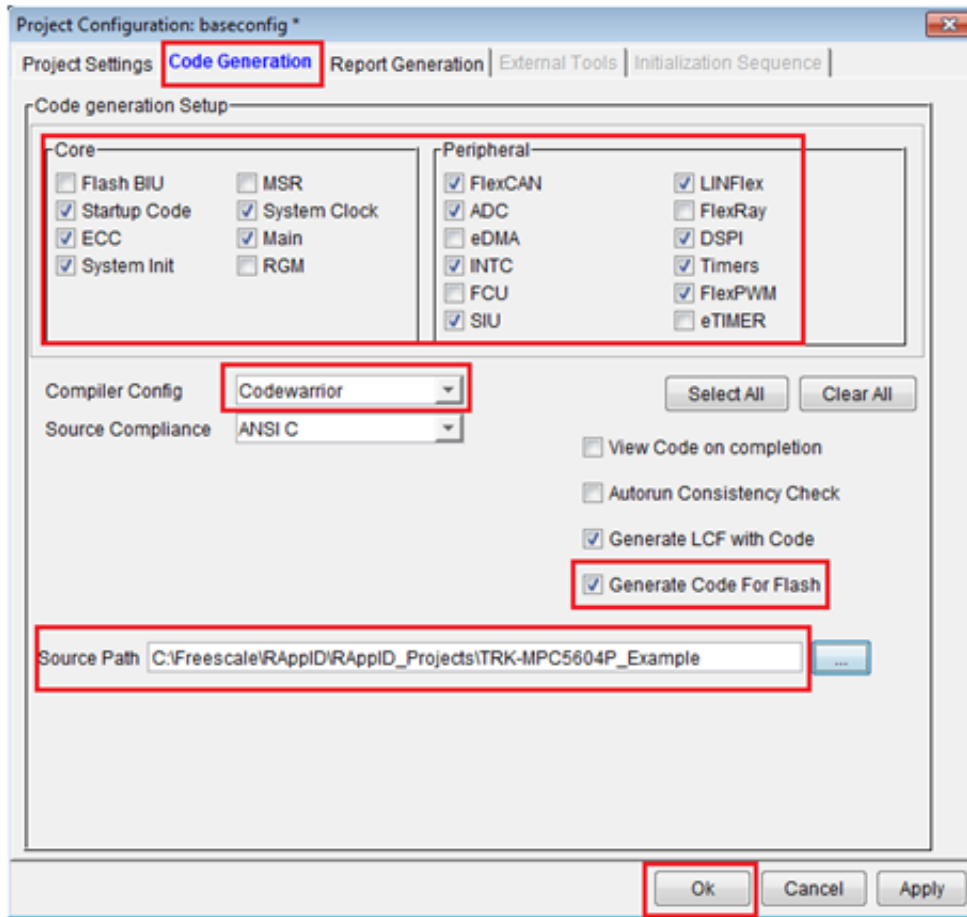 Project Configuration: baseconfig *
Project Settings Code Generation Report Generation External Tools Initialization Sequence
Code generation Setup
Core
Flash BIU MSR
Startup Code System Clock
ECC Main
System Init RGM
Peripheral
FlexCAN LINFlex
ADC FlexRay
eDMA DSPI
INTC Timers
FCU FlexPWM
SIU eTIMER
Compiler Config Codewarrior Select All Clear All
Source Compliance ANSI C
View Code on completion
Autorun Consistency Check
Generate LCF with Code
Generate Code For Flash
Source Path C:\Freescale\RAppID\RAppID_Projects\TRK-MPC5604P_Example ...
Ok Cancel Apply